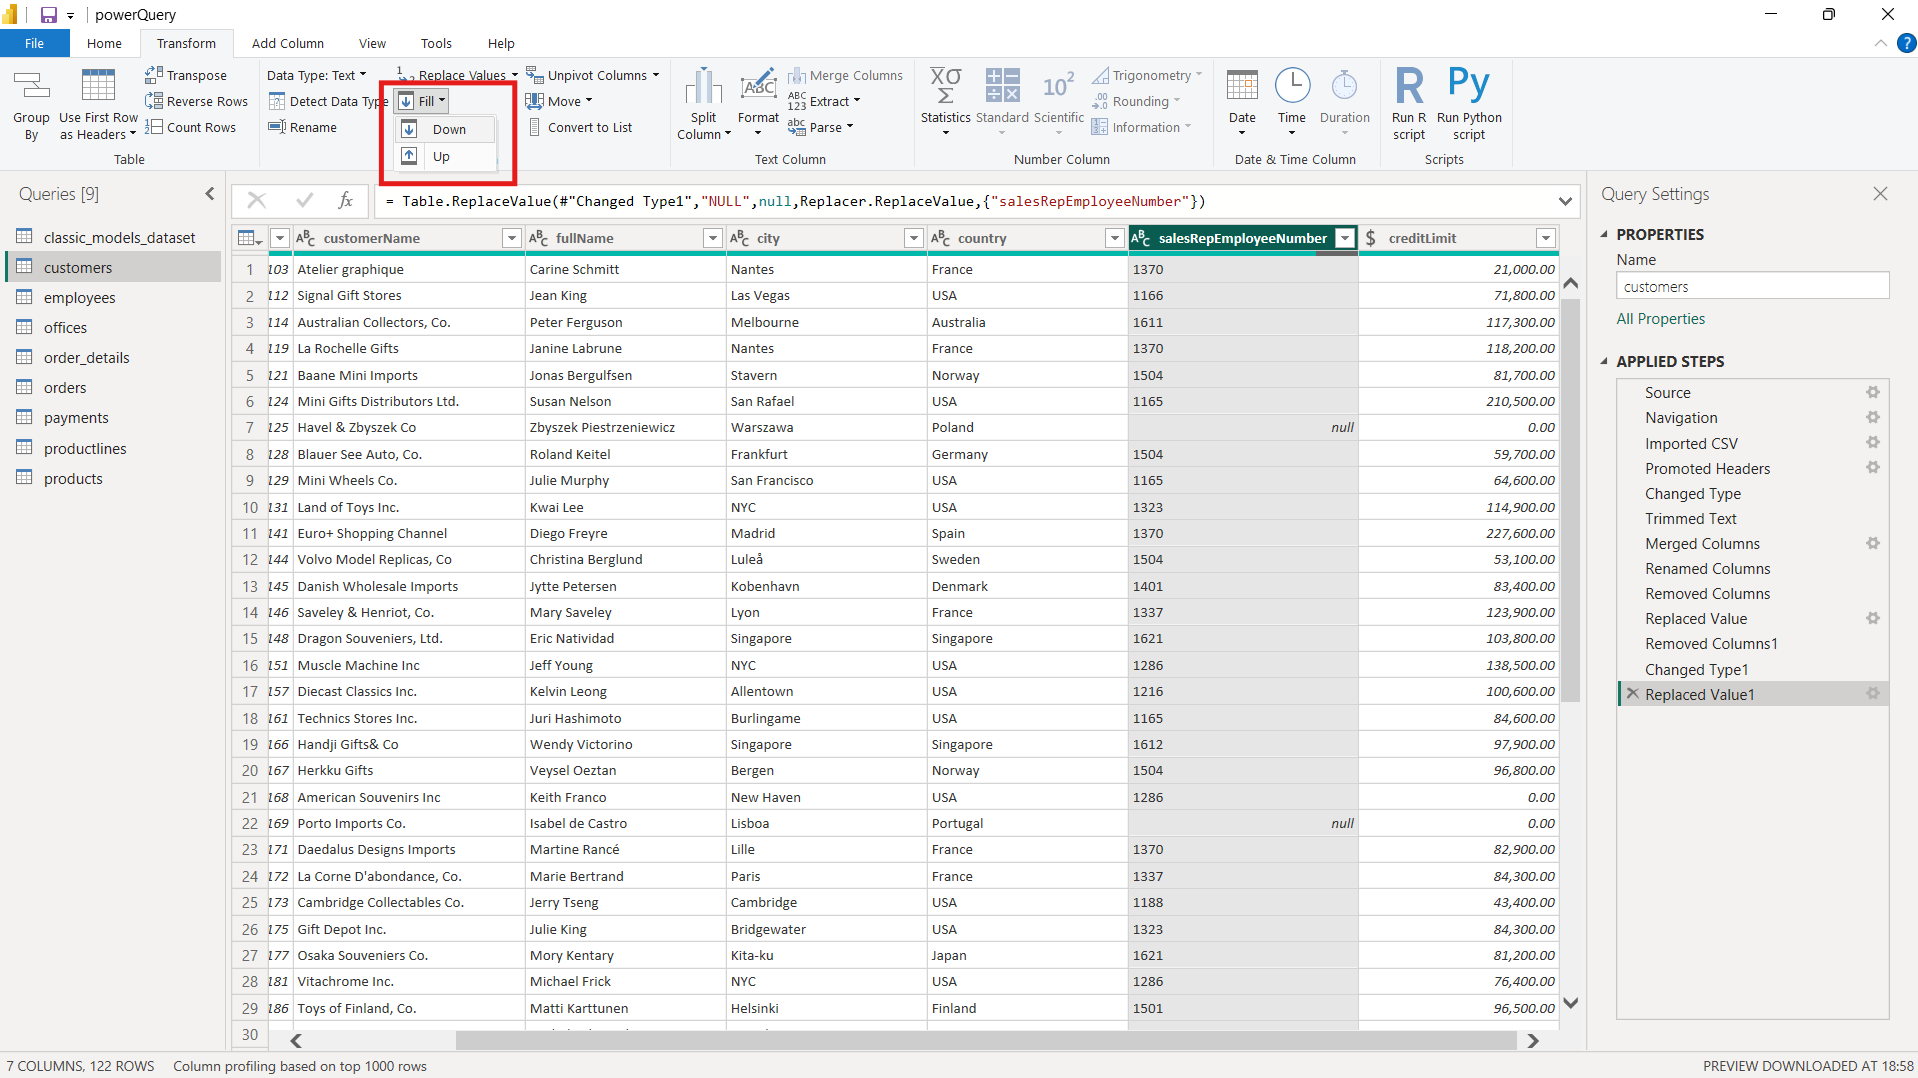 powerQuery
File Home Transform Add Column View Tools Help
Group By
Use First Row as Headers
Transpose
Reverse Rows
Count Rows
Table
Data Type: Text
Detect Data Type
Rename
Replace Values
Fill
Down
Up
Unpivot Columns
Move
Convert to List
Split Column
Format
ABC
Merge Columns
ABC 123 Extract
abc Parse
Text Column
Statistics
Standard
10² Scientific
Trigonometry
.00 Rounding
Information
Number Column
Date
Time
Duration
Date & Time Column
R Run R script
Py Run Python script
Scripts
Queries [9]
classic_models_dataset
customers
employees
offices
order_details
orders
payments
productlines
products
fx = Table.ReplaceValue(#"Changed Type1","NULL",null,Replacer.ReplaceValue,{"salesRepEmployeeNumber"})
ABC customerName ABC fullName ABC city ABC country ABC salesRepEmployeeNumber $ creditLimit
1 103 Atelier graphique Carine Schmitt Nantes France 1370 21,000.00
2 112 Signal Gift Stores Jean King Las Vegas USA 1166 71,800.00
3 114 Australian Collectors, Co. Peter Ferguson Melbourne Australia 1611 117,300.00
4 119 La Rochelle Gifts Janine Labrune Nantes France 1370 118,200.00
5 121 Baane Mini Imports Jonas Bergulfsen Stavern Norway 1504 81,700.00
6 124 Mini Gifts Distributors Ltd. Susan Nelson San Rafael USA 1165 210,500.00
7 125 Havel & Zbyszek Co Zbyszek Piestrzeniewicz Warszawa Poland null 0.00
8 128 Blauer See Auto, Co. Roland Keitel Frankfurt Germany 1504 59,700.00
9 129 Mini Wheels Co. Julie Murphy San Francisco USA 1165 64,600.00
10 131 Land of Toys Inc. Kwai Lee NYC USA 1323 114,900.00
11 141 Euro+ Shopping Channel Diego Freyre Madrid Spain 1370 227,600.00
12 144 Volvo Model Replicas, Co Christina Berglund Luleå Sweden 1504 53,100.00
13 145 Danish Wholesale Imports Jytte Petersen Kobenhavn Denmark 1401 83,400.00
14 146 Saveley & Henriot, Co. Mary Saveley Lyon France 1337 123,900.00
15 148 Dragon Souveniers, Ltd. Eric Natividad Singapore Singapore 1621 103,800.00
16 151 Muscle Machine Inc Jeff Young NYC USA 1286 138,500.00
17 157 Diecast Classics Inc. Kelvin Leong Allentown USA 1216 100,600.00
18 161 Technics Stores Inc. Juri Hashimoto Burlingame USA 1165 84,600.00
19 166 Handji Gifts& Co Wendy Victorino Singapore Singapore 1612 97,900.00
20 167 Herkku Gifts Veysel Oeztan Bergen Norway 1504 96,800.00
21 168 American Souvenirs Inc Keith Franco New Haven USA 1286 0.00
22 169 Porto Imports Co. Isabel de Castro Lisboa Portugal null 0.00
23 171 Daedalus Designs Imports Martine Rancé Lille France 1370 82,900.00
24 172 La Corne D'abondance, Co. Marie Bertrand Paris France 1337 84,300.00
25 173 Cambridge Collectables Co. Jerry Tseng Cambridge USA 1188 43,400.00
26 175 Gift Depot Inc. Julie King Bridgewater USA 1323 84,300.00
27 177 Osaka Souveniers Co. Mory Kentary Kita-ku Japan 1621 81,200.00
28 181 Vitachrome Inc. Michael Frick NYC USA 1286 76,400.00
29 186 Toys of Finland, Co. Matti Karttunen Helsinki Finland 1501 96,500.00
30
Query Settings
PROPERTIES
Name
customers
All Properties
APPLIED STEPS
Source
Navigation
Imported CSV
Promoted Headers
Changed Type
Trimmed Text
Merged Columns
Renamed Columns
Removed Columns
Replaced Value
Removed Columns1
Changed Type1
Replaced Value1
7 COLUMNS, 122 ROWS Column profiling based on top 1000 rows PREVIEW DOWNLOADED AT 18:58